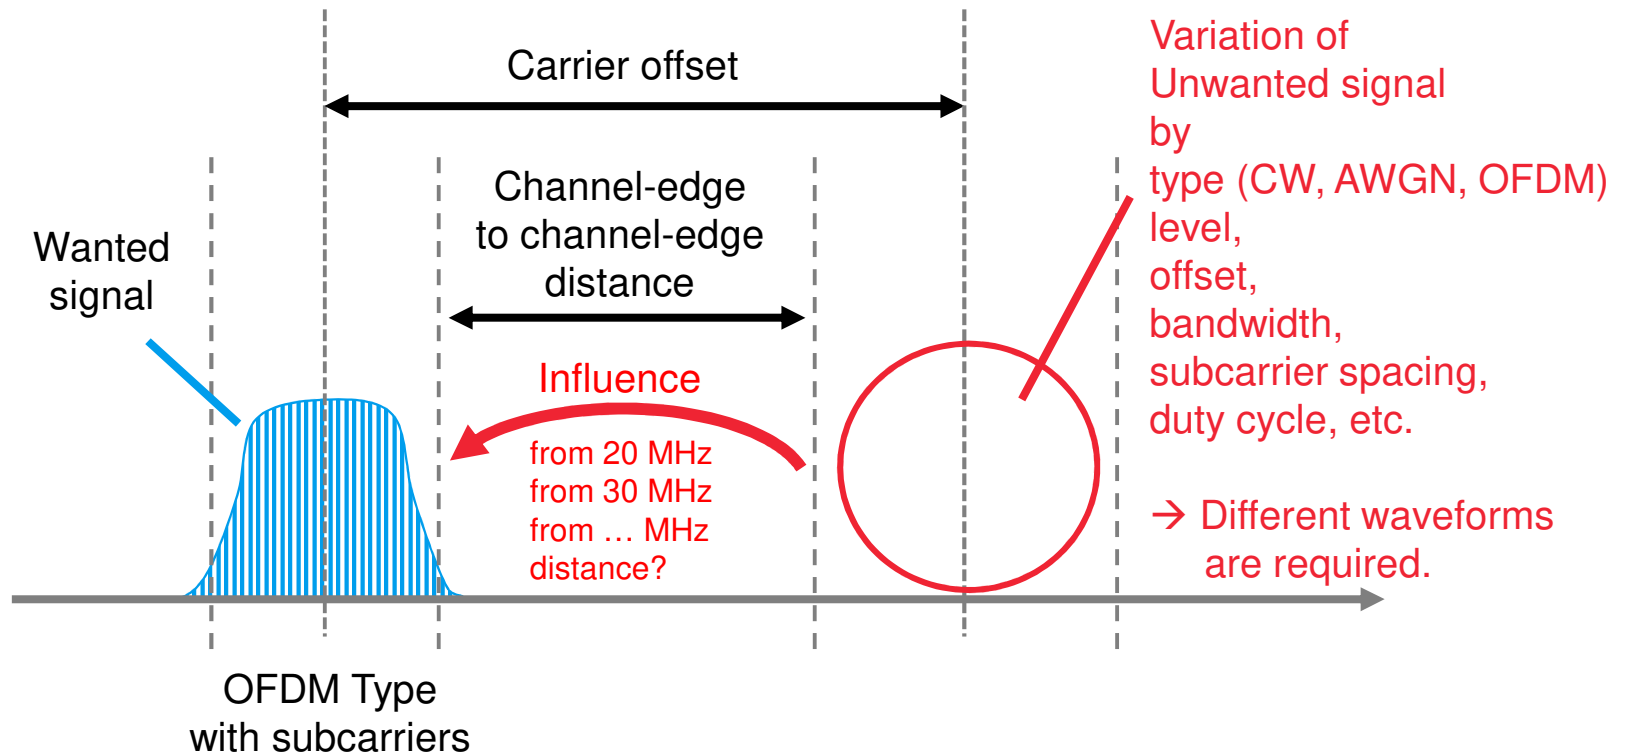 Carrier offset
Channel-edge
to channel-edge
distance
Wanted
signal
Influence
from 20 MHz
from 30 MHz
from … MHz
distance?
OFDM Type
with subcarriers
Variation of
Unwanted signal
by
type (CW, AWGN, OFDM)
level,
offset,
bandwidth,
subcarrier spacing,
duty cycle, etc.
→ Different waveforms
are required.